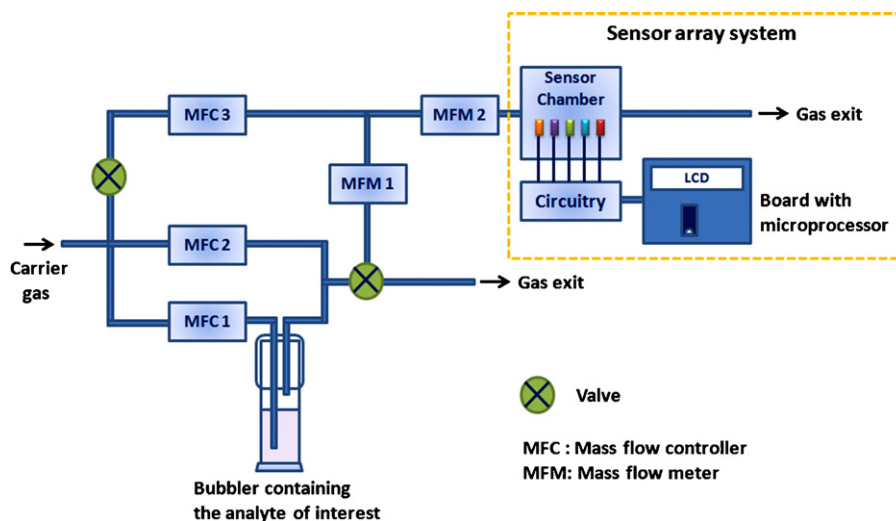 Sensor array system
Sensor
Chamber
MFC 3
MFM 2
Gas exit
MFM 1
LCD
Circuitry
Board with
microprocessor
MFC 2
Carrier
gas
Gas exit
MFC 1
Valve
MFC : Mass flow controller
MFM: Mass flow meter
Bubbler containing
the analyte of interest